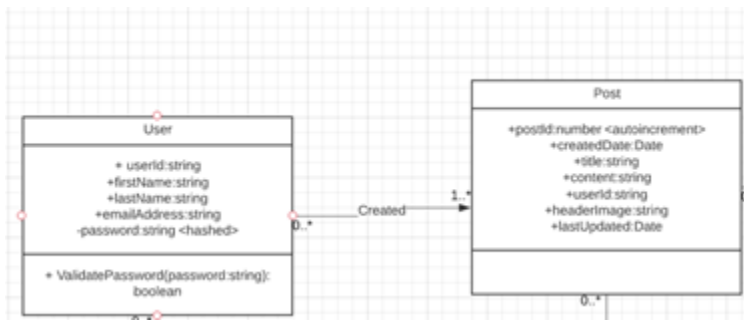 User
+ userId:string
+firstName:string
+lastName:string
+emailAddress:string
-password:string <hashed>
+ ValidatePassword(password:string):
boolean
0..*
Created
1..*
Post
+postId:number <autoincrement>
+createdDate:Date
+title:string
+content:string
+userId:string
+headerImage:string
+lastUpdated:Date
0..*